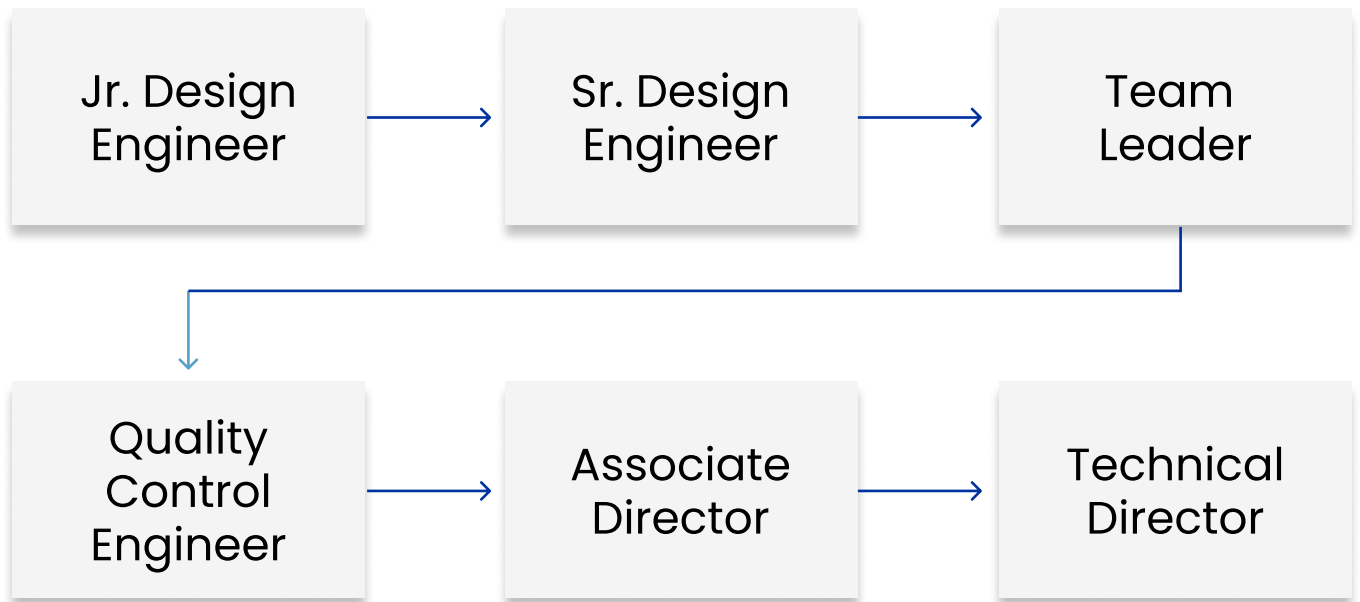 Jr. Design
Engineer
Sr. Design
Engineer
Team
Leader
Quality
Control
Engineer
Associate
Director
Technical
Director